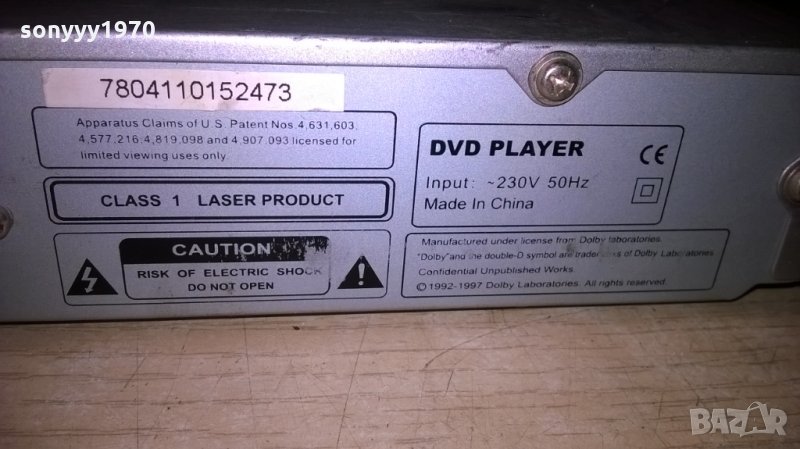 sonyyy1970
7804110152473
Apparatus Claims of U.S. Patent Nos. 4,631,603,
4,577,216,4,819,098 and 4,907,093 licensed for
limited viewing uses only.
CLASS 1 LASER PRODUCT
CAUTION
RISK OF ELECTRIC SHOCK
DO NOT OPEN
DVD PLAYER
Input: ~230V 50Hz
Made In China
CE
Manufactured under license from Dolby laboratories.
"Dolby" and the double-D symbol are of Dolby Laboratories
Confidential Unpublished Works.
©1992-1997 Dolby Laboratories. All rights reserved.
BAZAR